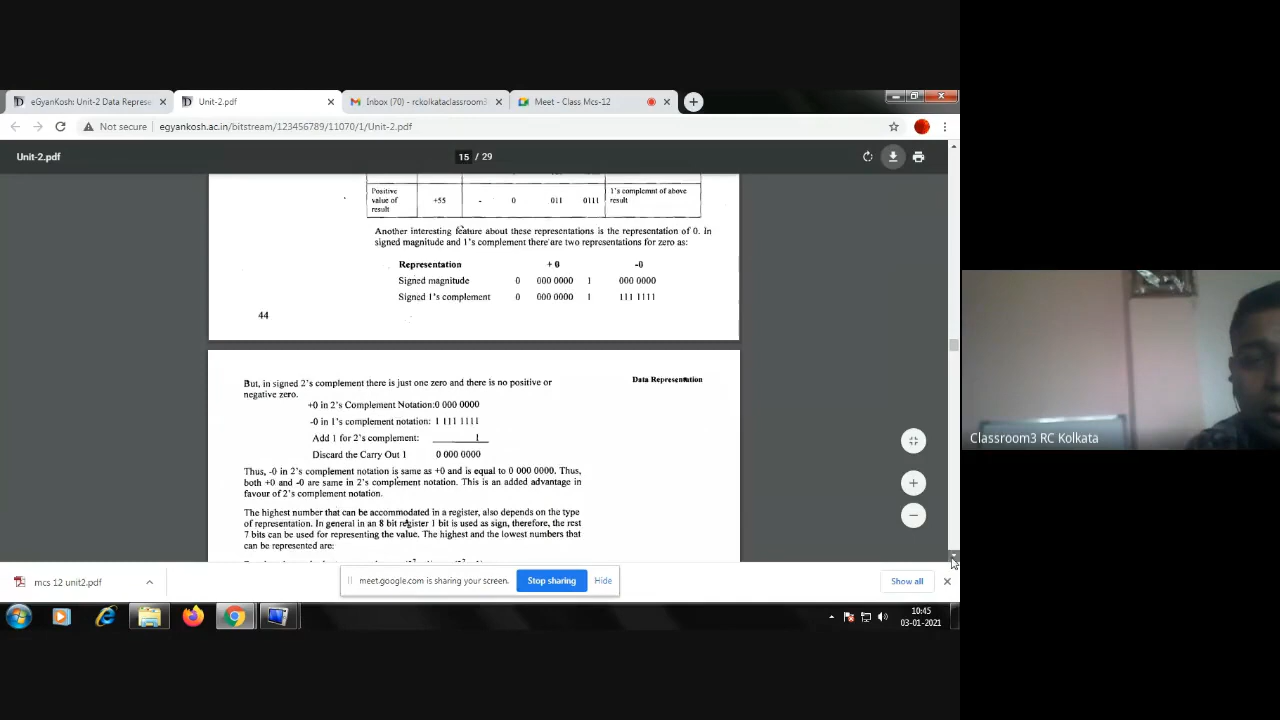 eGyanKosh: Unit-2 Data Represe
Unit-2.pdf
Inbox (70) - rckolkataclassroom3
Meet - Class Mcs-12
Not secure
egyankosh.ac.in/bitstream/123456789/11070/1/Unit-2.pdf
Unit-2.pdf
15 / 29
Positive value of result +55 - 0 011 0111 1's complemnt of above result
Another interesting feature about these representations is the representation of 0. In
signed magnitude and 1's complement there are two representations for zero as:
Representation + 0 -0
Signed magnitude 0 000 0000 1 000 0000
Signed 1's complement 0 000 0000 1 111 1111
44
But, in signed 2's complement there is just one zero and there is no positive or
negative zero.
Data Representation
+0 in 2's Complement Notation:0 000 0000
-0 in 1's complement notation: 1 111 1111
Add 1 for 2's complement: 1
Discard the Carry Out 1 0 000 0000
Thus, -0 in 2's complement notation is same as +0 and is equal to 0 000 0000. Thus,
both +0 and -0 are same in 2's complement notation. This is an added advantage in
favour of 2's complement notation.
The highest number that can be accommodated in a register, also depends on the type
of representation. In general in an 8 bit register 1 bit is used as sign, therefore, the rest
7 bits can be used for representing the value. The highest and the lowest numbers that
can be represented are:
Classroom3 RC Kolkata
mcs 12 unit2.pdf
meet.google.com is sharing your screen.
Stop sharing
Hide
Show all
10:45
03-01-2021